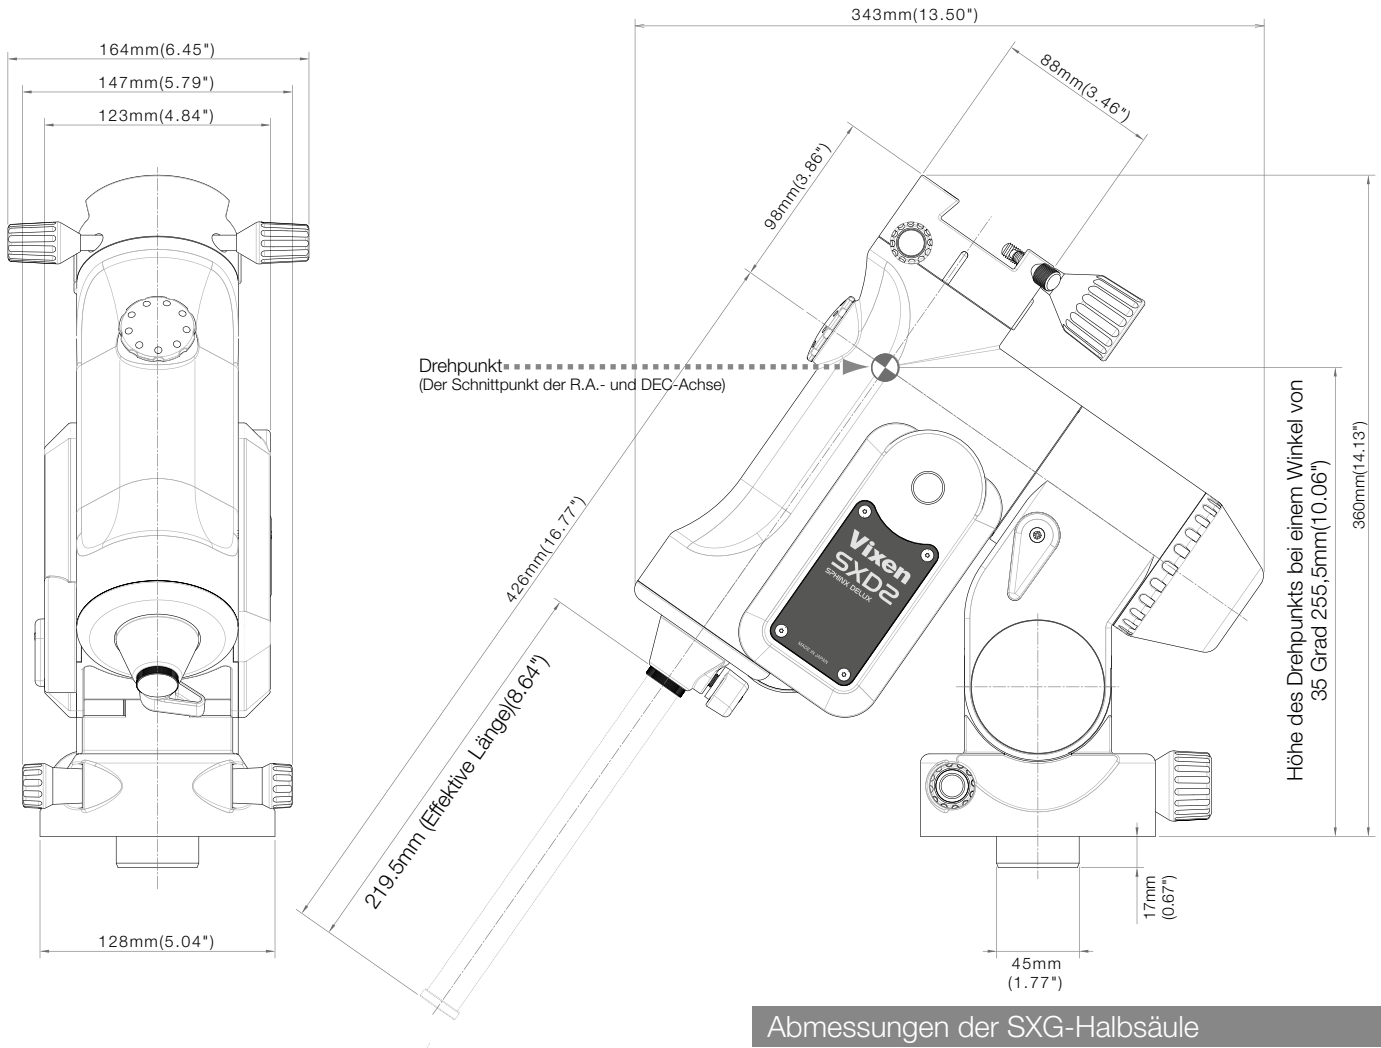 343mm(13.50")
164mm(6.45")
147mm(5.79")
123mm(4.84")
88mm(3.46")
98mm(3.86")
Drehpunkt
(Der Schnittpunkt der R.A.- und DEC-Achse)
426mm(16.77")
219.5mm (Effektive Länge)(8.64")
Vixen
SXD2
SPHINX DELUX
MADE IN JAPAN
Höhe des Drehpunkts bei einem Winkel von
35 Grad 255,5mm(10.06")
360mm(14.13")
17mm
(0.67")
128mm(5.04")
45mm
(1.77")
Abmessungen der SXG-Halbsäule